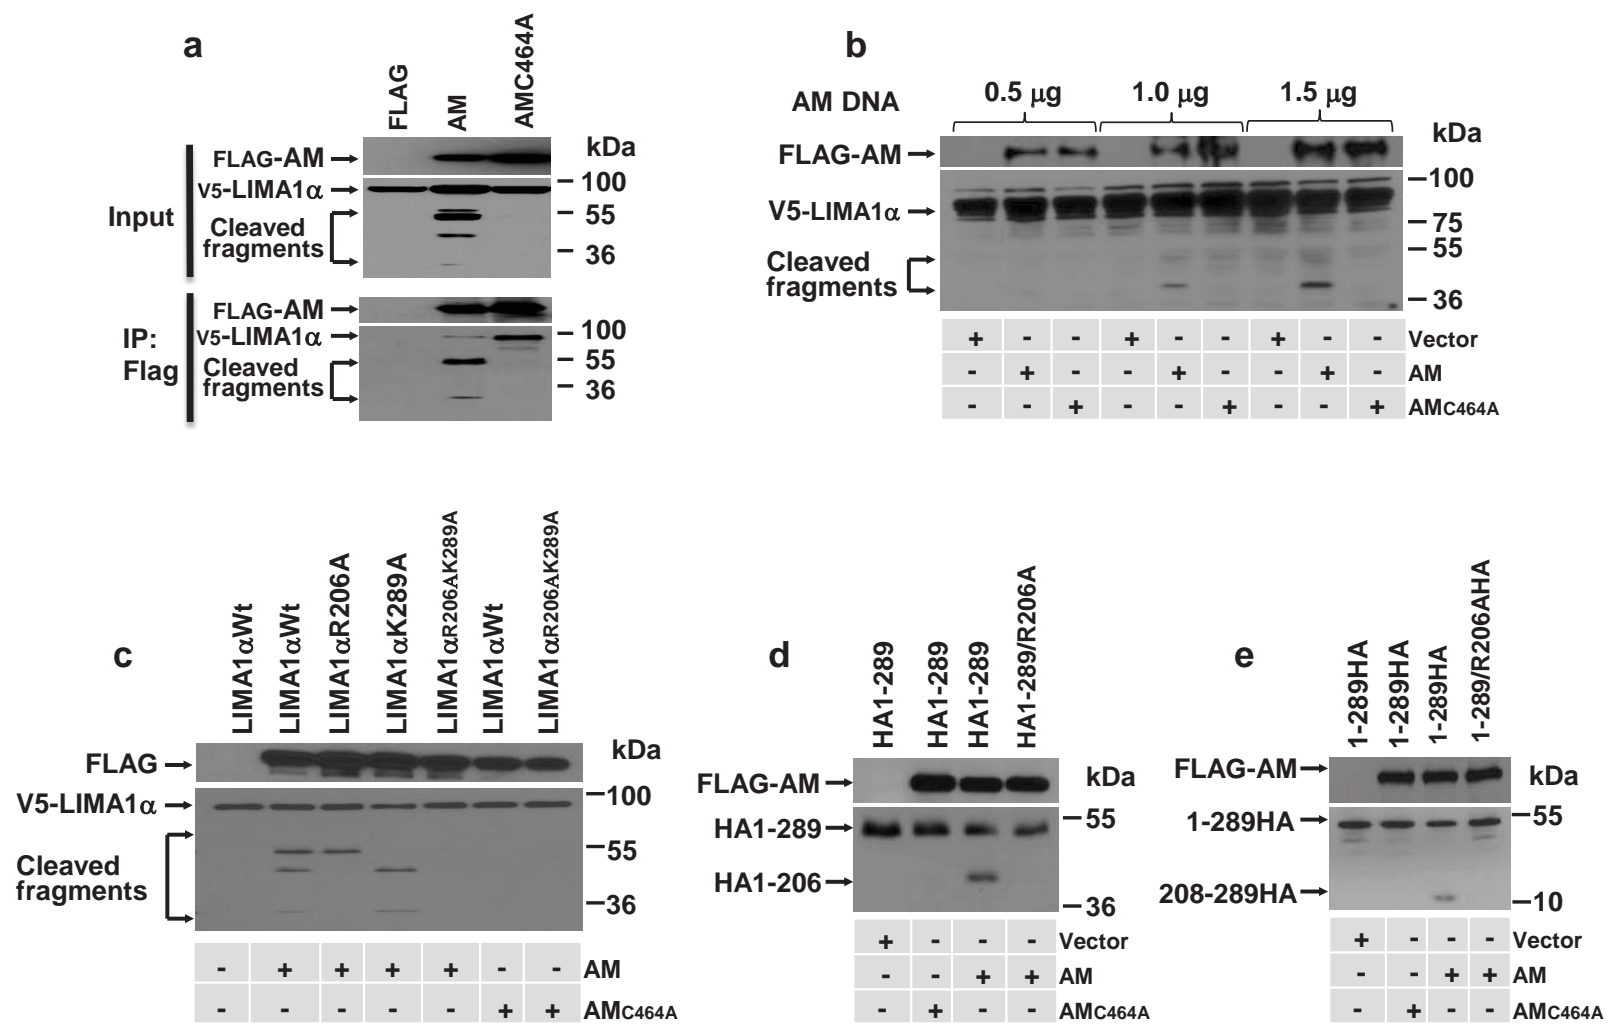 a
FLAG
AM
AMC464A
kDa
FLAG-AM
V5-LIMA1α
100
Input
Cleaved
fragments
55
36
FLAG-AM
IP:
Flag
V5-LIMA1α
100
Cleaved
fragments
55
36
b
AM DNA
0.5 µg
1.0 µg
1.5 µg
kDa
FLAG-AM
100
V5-LIMA1α
75
55
Cleaved
fragments
36
+ - - + - - + - - Vector
- + - - + - - + - AM
- - + - - + - - + AMC464A
c
LIMA1αWt
LIMA1αWt
LIMA1αR206A
LIMA1αK289A
LIMA1αR206AK289A
LIMA1αWt
LIMA1αR206AK289A
kDa
FLAG
V5-LIMA1α
100
55
Cleaved
fragments
36
- + + + + - - AM
- - - - - + + AMC464A
d
HA1-289
HA1-289
HA1-289
HA1-289/R206A
FLAG-AM
kDa
55
HA1-289
HA1-206
36
+ - - - Vector
- - + + AM
- + - - AMC464A
e
1-289HA
1-289HA
1-289HA
1-289/R206AHA
FLAG-AM
kDa
1-289HA
55
208-289HA
10
+ - - - Vector
- - + + AM
- + - - AMC464A